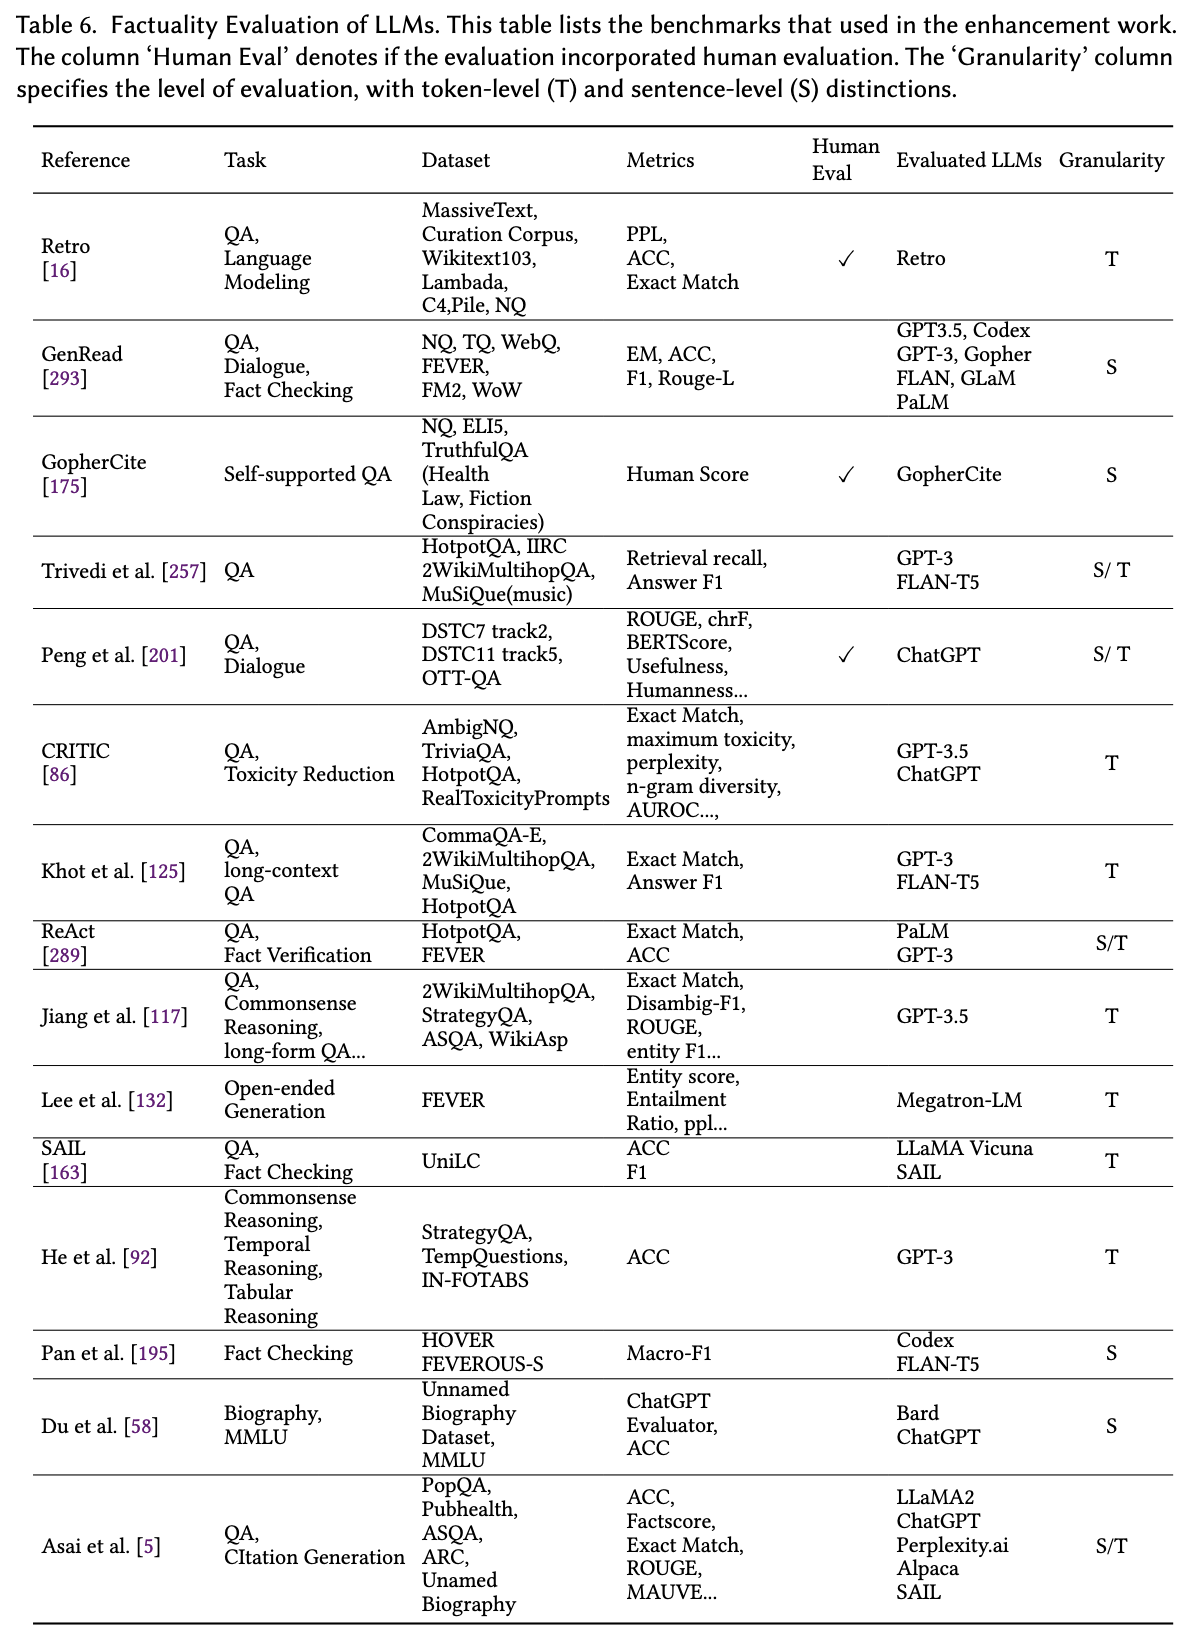 Table 6. Factuality Evaluation of LLMs. This table lists the benchmarks that used in the enhancement work.
The column ‘Human Eval’ denotes if the evaluation incorporated human evaluation. The ‘Granularity’ column
specifies the level of evaluation, with token-level (T) and sentence-level (S) distinctions.
Reference
Task
Dataset
Metrics
Human
Eval
Evaluated LLMs
Granularity
Retro
[16]
QA,
Language
Modeling
MassiveText,
Curation Corpus,
Wikitext103,
Lambada,
C4,Pile, NQ
PPL,
ACC,
Exact Match
✓
Retro
T
GenRead
[293]
QA,
Dialogue,
Fact Checking
NQ, TQ, WebQ,
FEVER,
FM2, WoW
EM, ACC,
F1, Rouge-L
GPT3.5, Codex
GPT-3, Gopher
FLAN, GLaM
PaLM
S
GopherCite
[175]
Self-supported QA
NQ, ELI5,
TruthfulQA
(Health
Law, Fiction
Conspiracies)
Human Score
✓
GopherCite
S
Trivedi et al. [257]
QA
HotpotQA, IIRC
2WikiMultihopQA,
MuSiQue(music)
Retrieval recall,
Answer F1
GPT-3
FLAN-T5
S/ T
Peng et al. [201]
QA,
Dialogue
DSTC7 track2,
DSTC11 track5,
OTT-QA
ROUGE, chrF,
BERTScore,
Usefulness,
Humanness...
✓
ChatGPT
S/ T
CRITIC
[86]
QA,
Toxicity Reduction
AmbigNQ,
TriviaQA,
HotpotQA,
RealToxicityPrompts
Exact Match,
maximum toxicity,
perplexity,
n-gram diversity,
AUROC...,
GPT-3.5
ChatGPT
T
Khot et al. [125]
QA,
long-context
QA
CommaQA-E,
2WikiMultihopQA,
MuSiQue,
HotpotQA
Exact Match,
Answer F1
GPT-3
FLAN-T5
T
ReAct
[289]
QA,
Fact Verification
HotpotQA,
FEVER
Exact Match,
ACC
PaLM
GPT-3
S/T
Jiang et al. [117]
QA,
Commonsense
Reasoning,
long-form QA...
2WikiMultihopQA,
StrategyQA,
ASQA, WikiAsp
Exact Match,
Disambig-F1,
ROUGE,
entity F1...
GPT-3.5
T
Lee et al. [132]
Open-ended
Generation
FEVER
Entity score,
Entailment
Ratio, ppl...
Megatron-LM
T
SAIL
[163]
QA,
Fact Checking
UniLC
ACC
F1
LLaMA Vicuna
SAIL
T
He et al. [92]
Commonsense
Reasoning,
Temporal
Reasoning,
Tabular
Reasoning
StrategyQA,
TempQuestions,
IN-FOTABS
ACC
GPT-3
T
Pan et al. [195]
Fact Checking
HOVER
FEVEROUS-S
Macro-F1
Codex
FLAN-T5
S
Du et al. [58]
Biography,
MMLU
Unnamed
Biography
Dataset,
MMLU
ChatGPT
Evaluator,
ACC
Bard
ChatGPT
S
Asai et al. [5]
QA,
CItation Generation
PopQA,
Pubhealth,
ASQA,
ARC,
Unamed
Biography
ACC,
Factscore,
Exact Match,
ROUGE,
MAUVE...
LLaMA2
ChatGPT
Perplexity.ai
Alpaca
SAIL
S/T